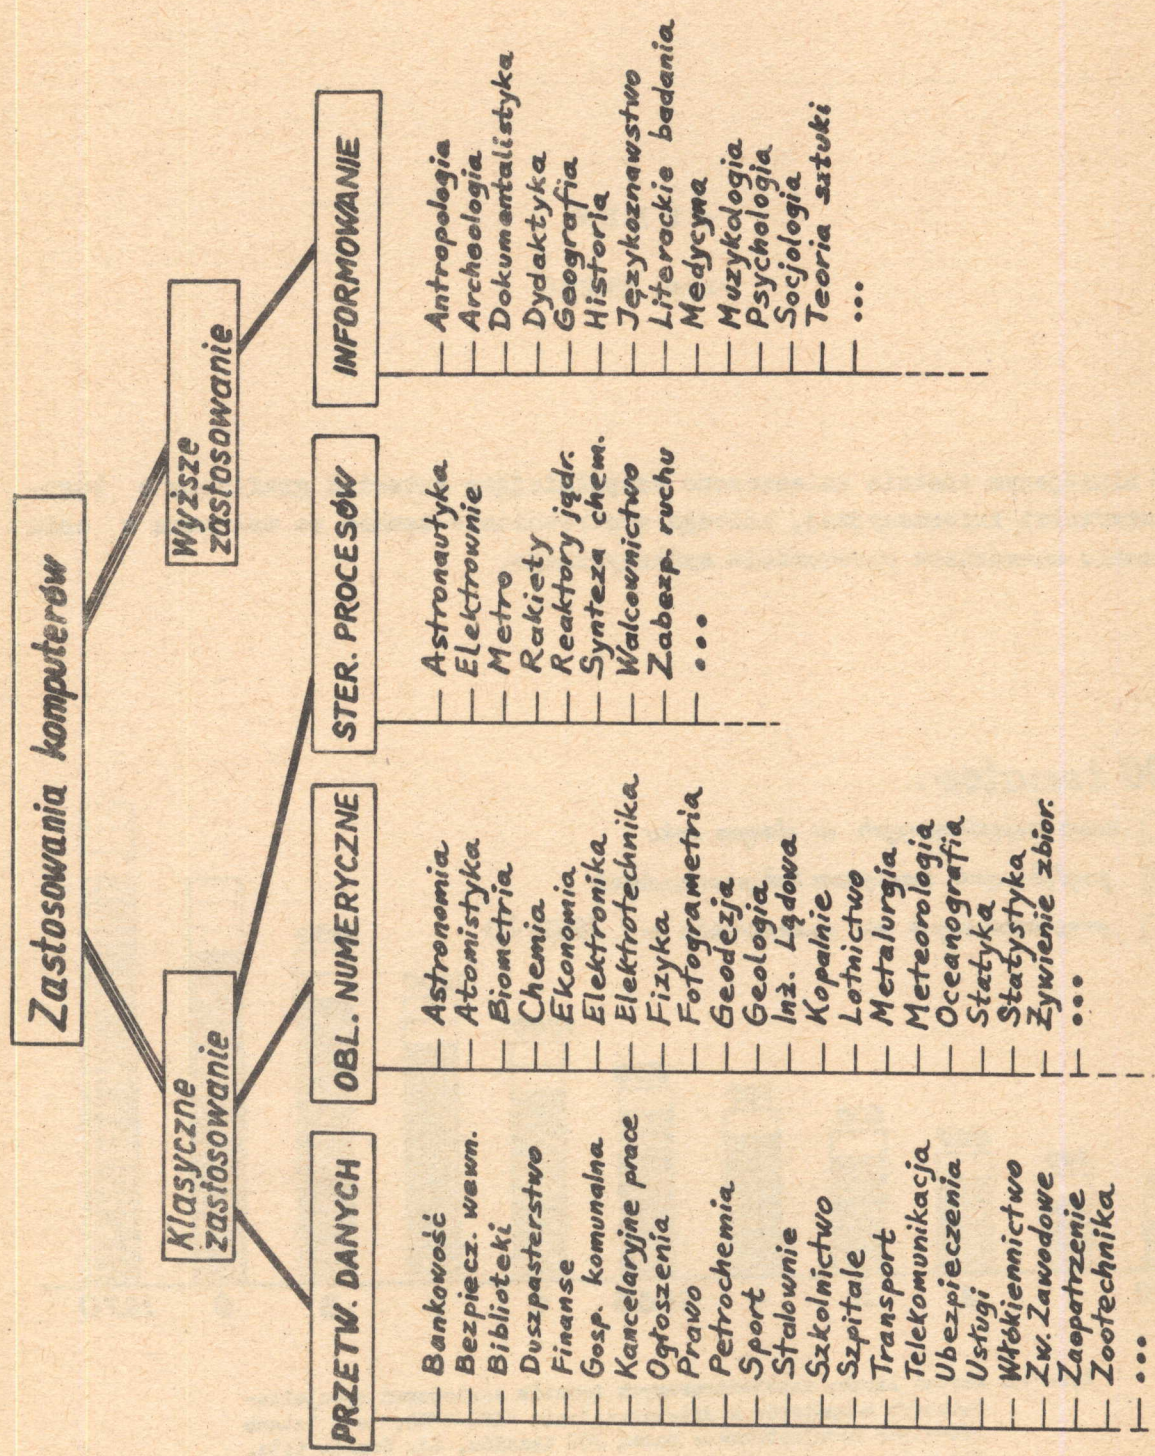 Zastosowania komputerów
Klasyczne
zastosowanie
Wyższe
zastosowanie
PRZETW. DANYCH
Bankowość
Bezpiecz. wewn.
Biblioteki
Duszpasterstwo
Finanse
Gosp. komunalna
Kancelaryjne prace
Ogłoszenia
Prawo
Petrochemia
Sport
Stalownie
Szkolnictwo
Szpitale
Transport
Telekomunikacja
Ubezpieczenia
Usługi
Włókiennictwo
Zw. Zawodowe
Zaopatrzenie
Zootechnika
...
OBL. NUMERYCZNE
Astronomia
Atomistyka
Biometria
Chemia
Ekonomia
Elektronika
Elektrotechnika
Fizyka
Fotogrametria
Geodezja
Geologia
Inż. Lądowa
Kopalnie
Lotnictwo
Metalurgia
Meteorologia
Oceanografia
Statyka
Statystyka
Żywienie zbior.
...
STER. PROCESÓW
Astronautyka
Elektrownie
Metro
Rakiety
Reaktory jądr.
Synteza chem.
Walcownictwo
Zabezp. ruchu
...
INFORMOWANIE
Antropologia
Archeologia
Dokumentalistyka
Dydaktyka
Geografia
Historia
Językoznawstwo
Literackie badania
Medycyna
Muzykologia
Psychologia
Socjologia
Teoria sztuki
...